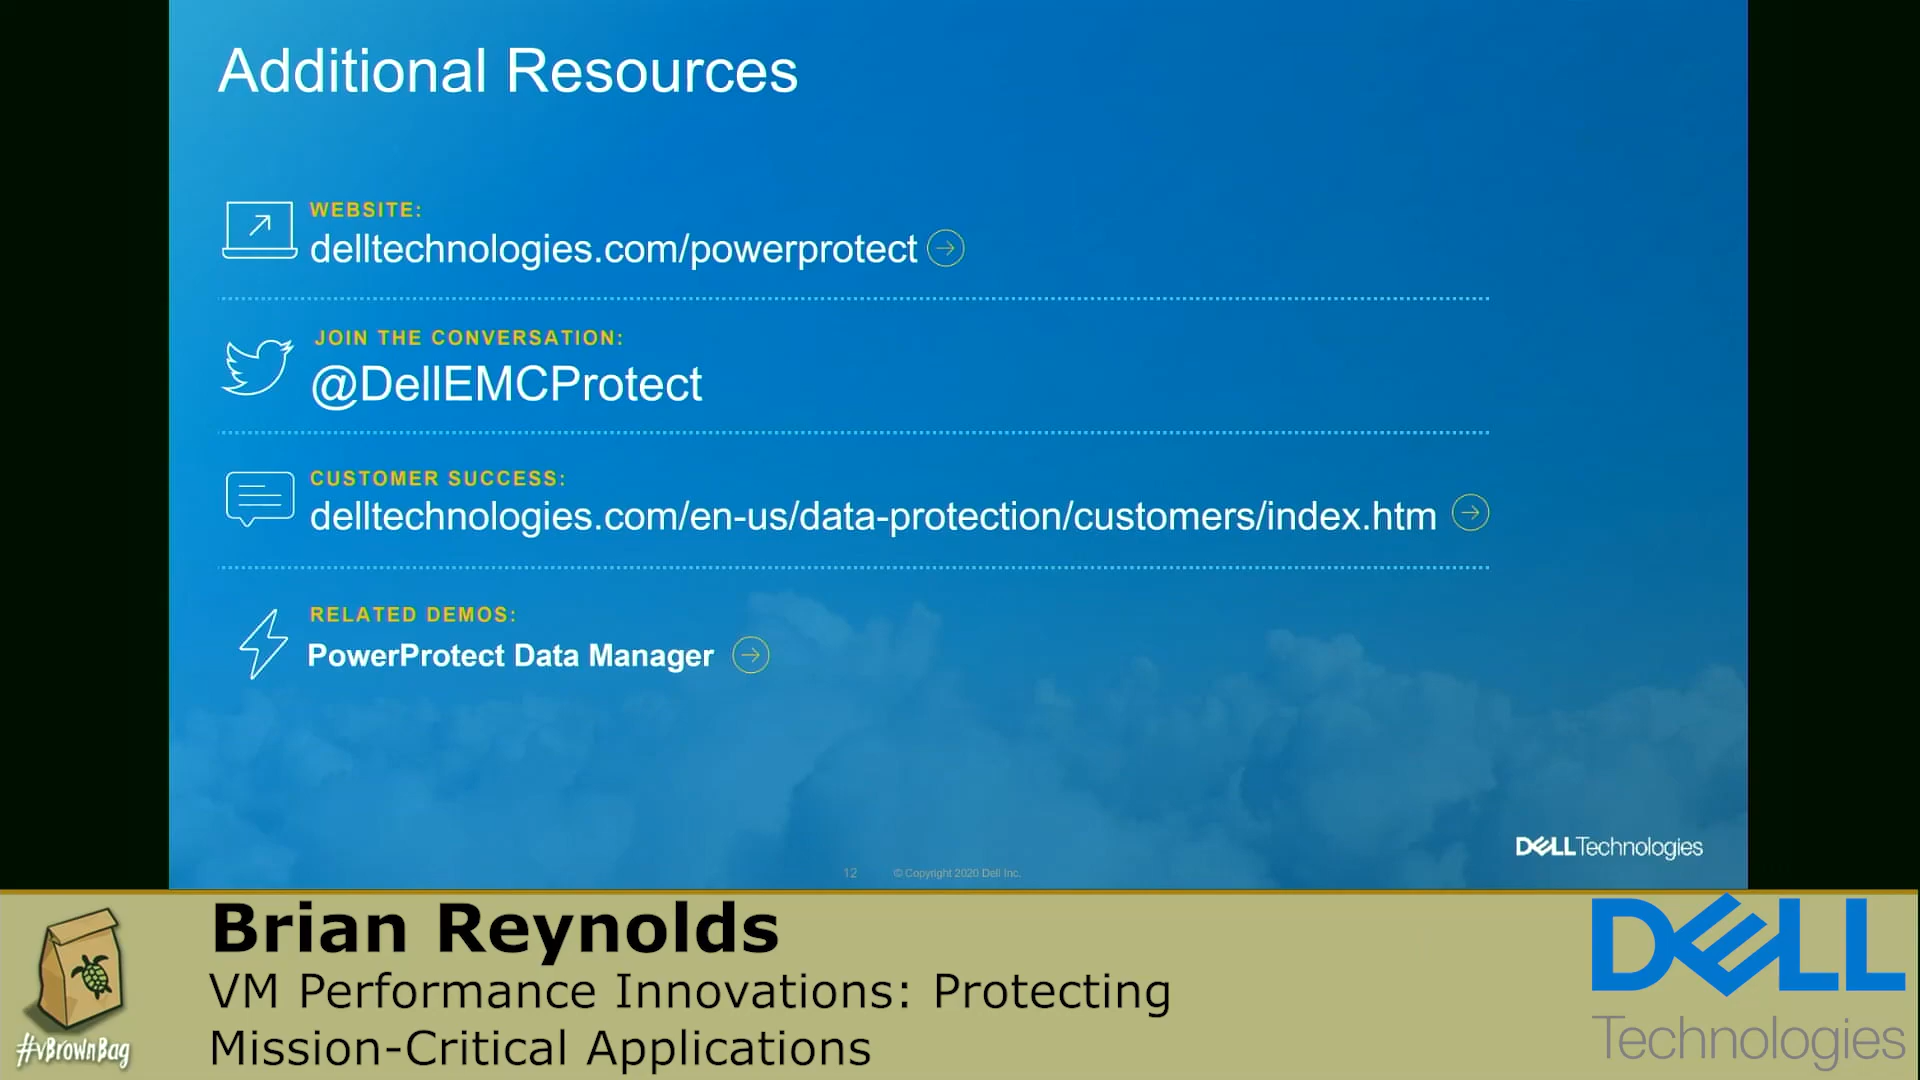 Additional Resources
WEBSITE:
delltechnologies.com/powerprotect
JOIN THE CONVERSATION:
@DellEMCProtect
CUSTOMER SUCCESS:
delltechnologies.com/en-us/data-protection/customers/index.htm
RELATED DEMOS:
PowerProtect Data Manager
DELL Technologies
12 © Copyright 2020 Dell Inc.
Brian Reynolds
VM Performance Innovations: Protecting
Mission-Critical Applications
#vBrownBag
DELL
Technologies